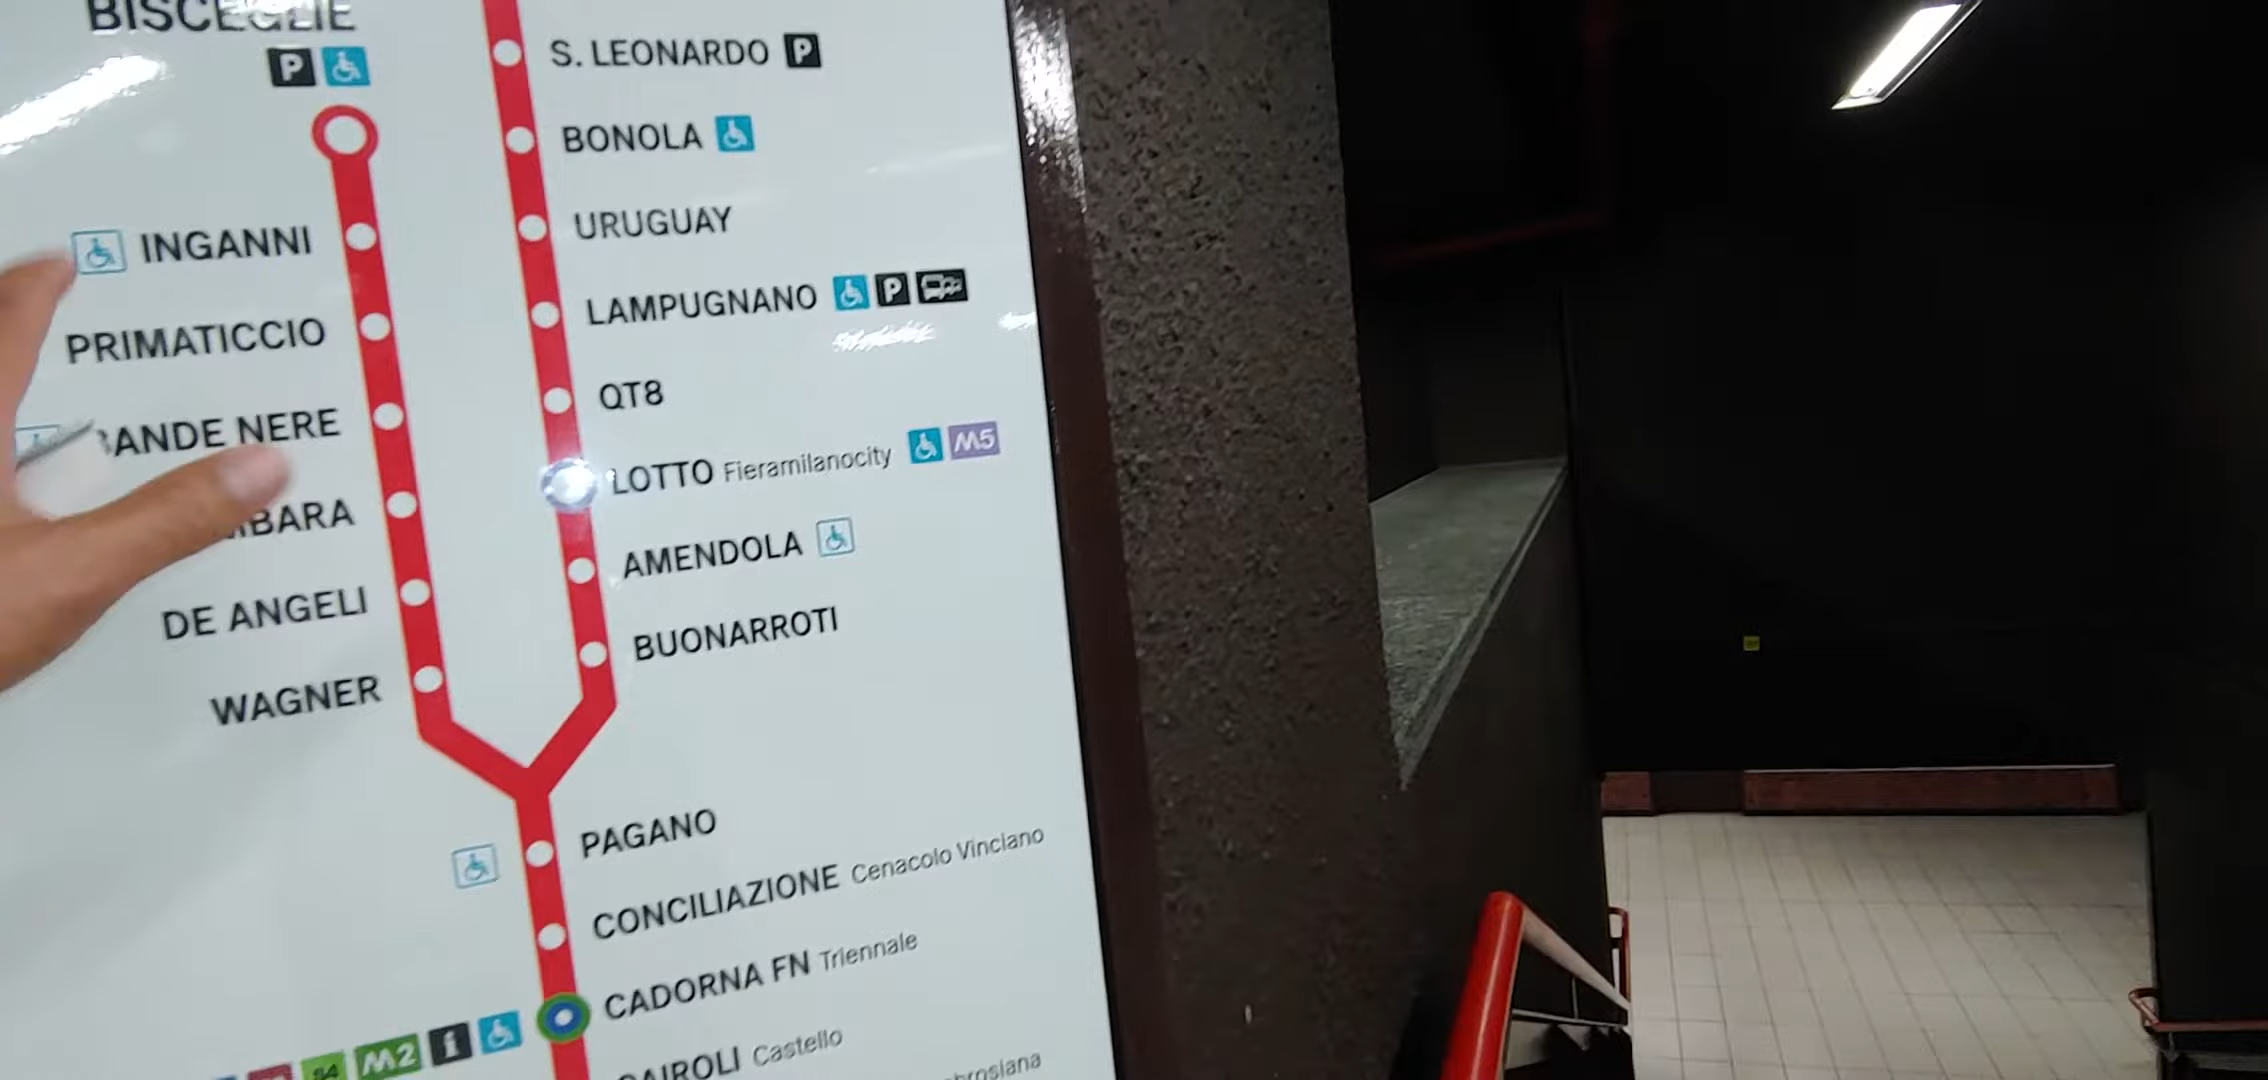 BISCEGLIE
P
S. LEONARDO P
BONOLA
INGANNI
URUGUAY
PRIMATICCIO
LAMPUGNANO P
NERE
QT8
LOTTO Fieramilanocity M5
DE ANGELI
AMENDOLA
WAGNER
BUONARROTI
PAGANO
CONCILIAZIONE Cenacolo Vinciano
CADORNA FN Triennale
M2 i
Castello